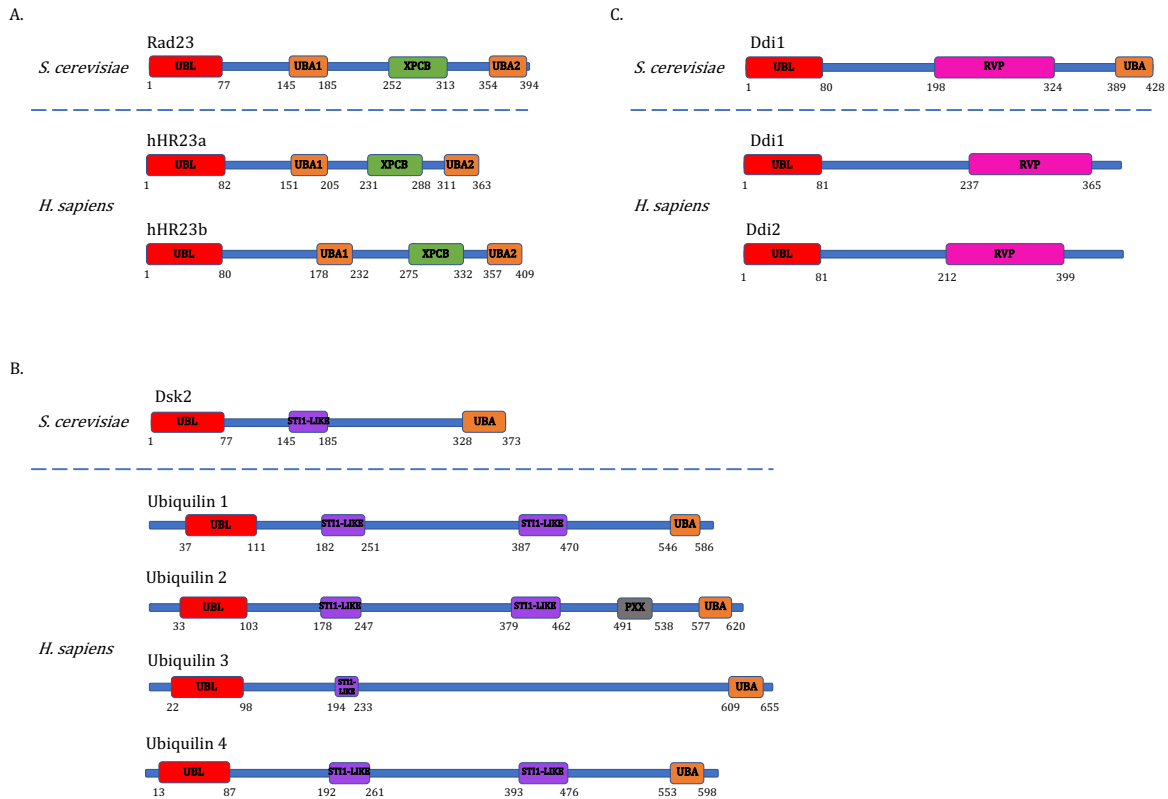 A.
Rad23
S. cerevisiae
UBL UBA1 XPCB UBA2
1 77 145 185 252 313 354 394
hHR23a
UBL UBA1 XPCB UBA2
1 82 151 205 231 288 311 363
H. sapiens
hHR23b
UBL UBA1 XPCB UBA2
1 80 178 232 275 332 357 409
C.
Ddi1
S. cerevisiae
UBL RVP UBA
1 80 198 324 389 428
Ddi1
UBL RVP
1 81 237 365
H. sapiens
Ddi2
UBL RVP
1 81 212 399
B.
Dsk2
S. cerevisiae
UBL STI1-LIKE UBA
1 77 145 185 328 373
Ubiquilin 1
UBL STI1-LIKE STI1-LIKE UBA
37 111 182 251 387 470 546 586
Ubiquilin 2
UBL STI1-LIKE STI1-LIKE PXX UBA
33 103 178 247 379 462 491 538 577 620
H. sapiens
Ubiquilin 3
UBL STI1-
LIKE UBA
22 98 194 233 609 655
Ubiquilin 4
UBL STI1-LIKE STI1-LIKE UBA
13 87 192 261 393 476 553 598